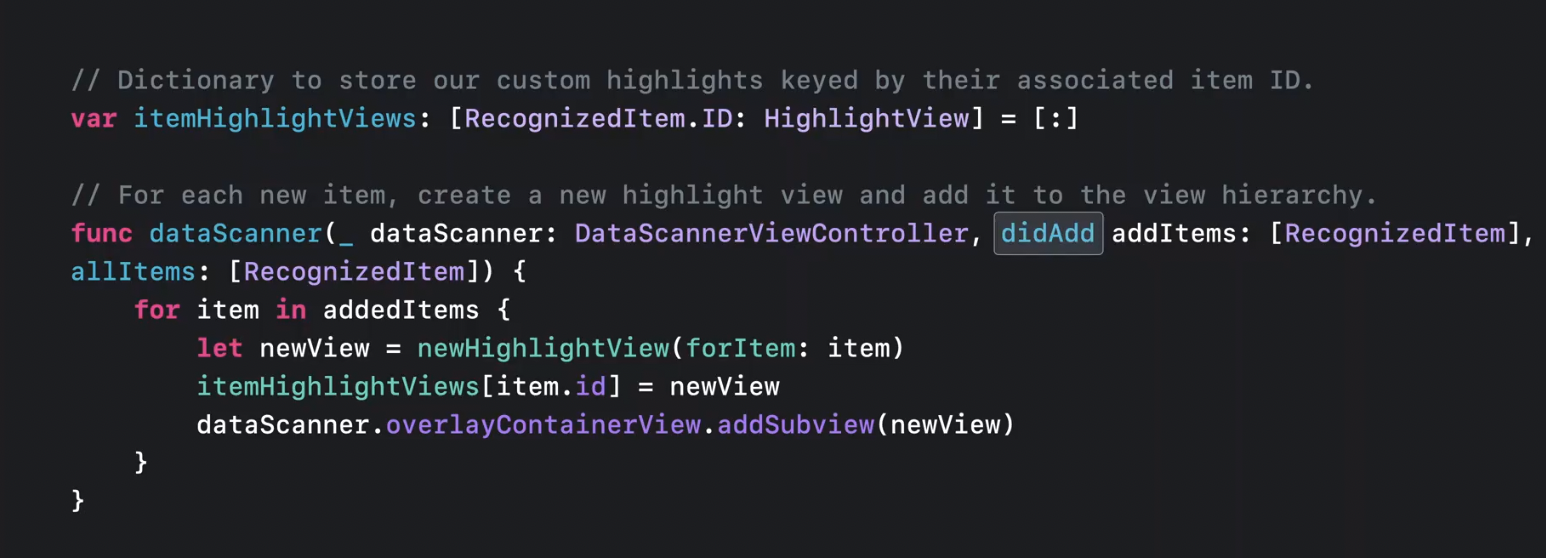 // Dictionary to store our custom highlights keyed by their associated item ID.
var itemHighlightViews: [RecognizedItem.ID: HighlightView] = [:]
// For each new item, create a new highlight view and add it to the view hierarchy.
func dataScanner(_ dataScanner: DataScannerViewController, didAdd addItems: [RecognizedItem],
allItems: [RecognizedItem]) {
    for item in addedItems {
        let newView = newHighlightView(forItem: item)
        itemHighlightViews[item.id] = newView
        dataScanner.overlayContainerView.addSubview(newView)
    }
}